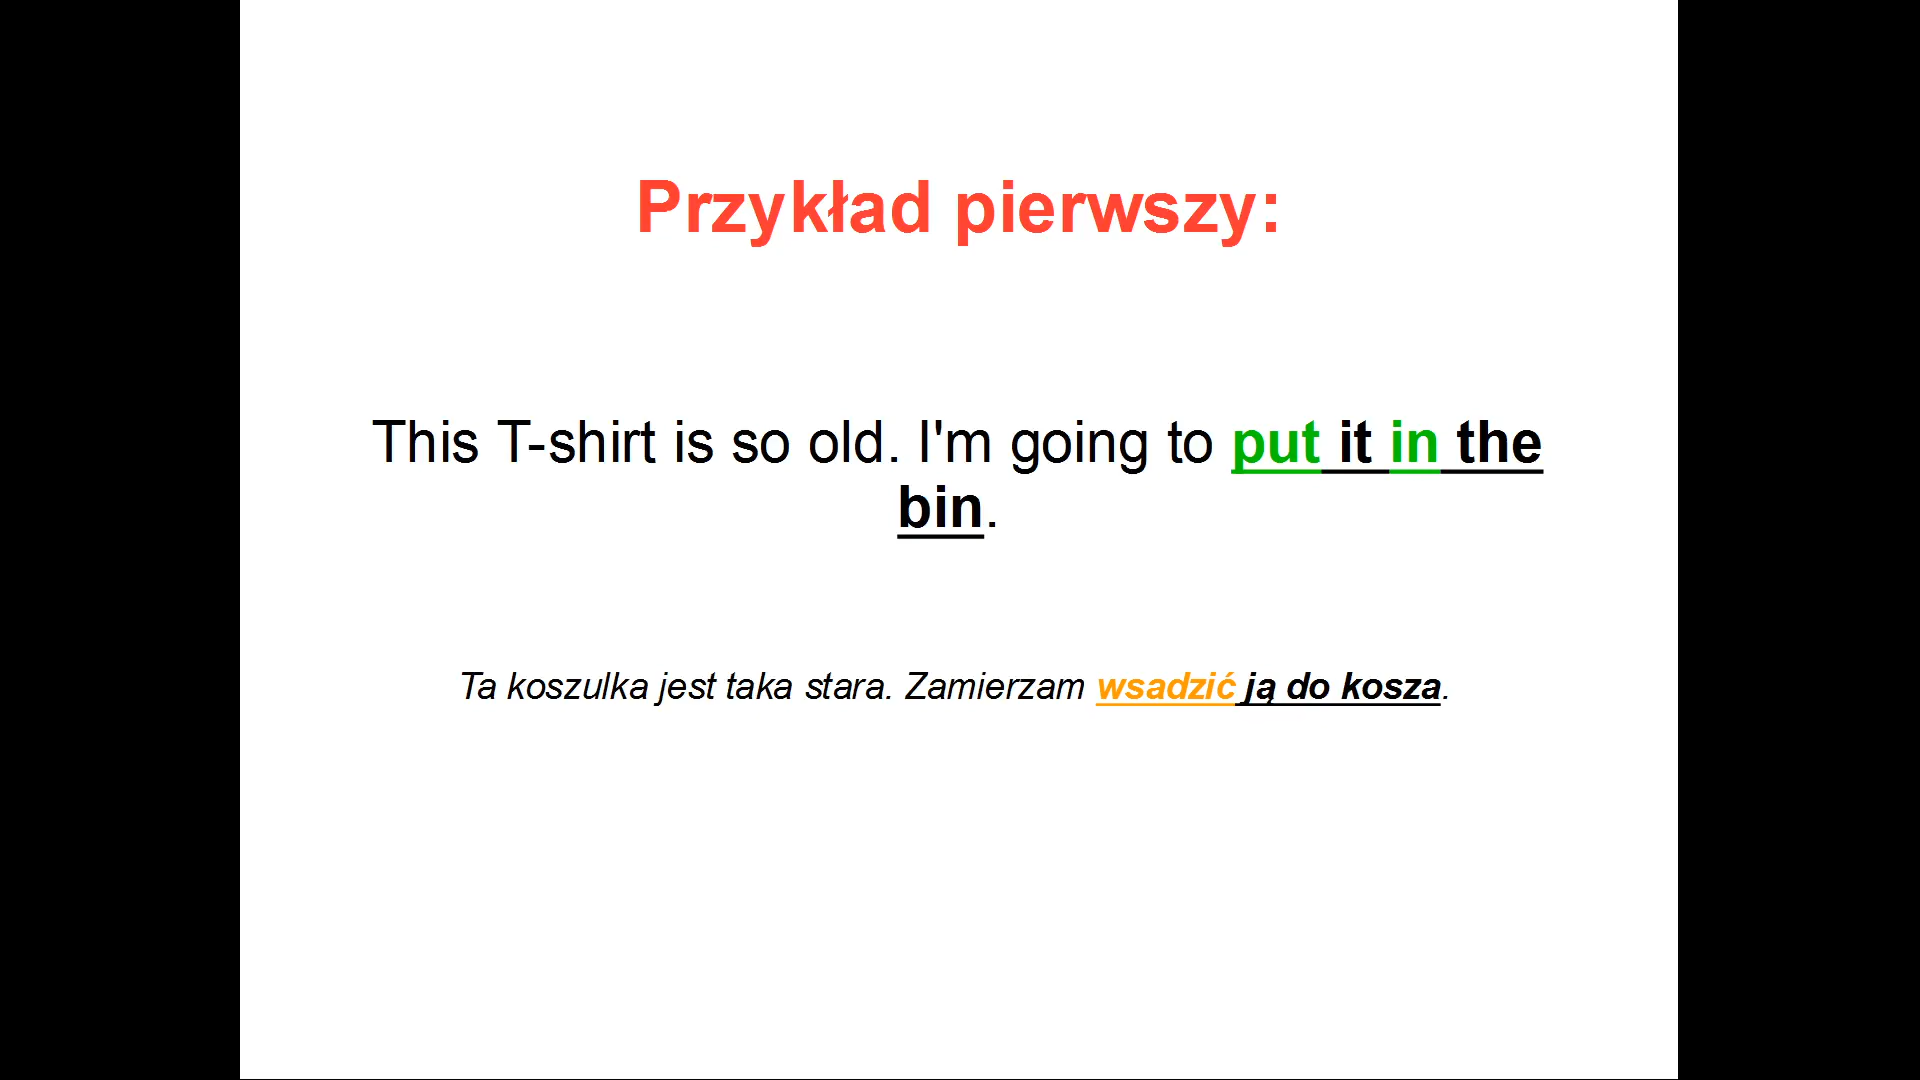 Przykład pierwszy:
This T-shirt is so old. I'm going to put it in the
bin.
Ta koszulka jest taka stara. Zamierzam wsadzić ją do kosza.